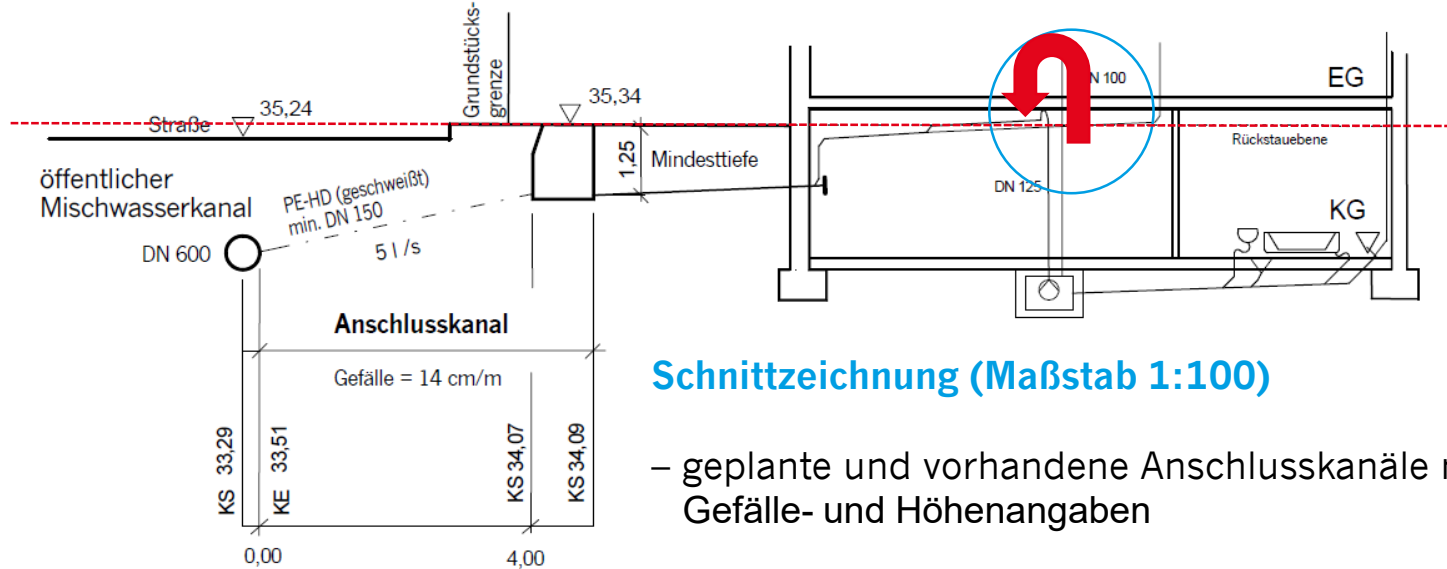 Grundstücks-
grenze
35,24
Straße
35,34
1,25
Mindesttiefe
öffentlicher
Mischwasserkanal
PE-HD (geschweißt)
min. DN 150
5 l /s
DN 600
N 100
EG
Rückstauebene
DN 125
KG
Anschlusskanal
Gefälle = 14 cm/m
KS 33,29
KE 33,51
KS 34,07
KS 34,09
0,00
4,00
Schnittzeichnung (Maßstab 1:100)
– geplante und vorhandene Anschlusskanäle
Gefälle- und Höhenangaben